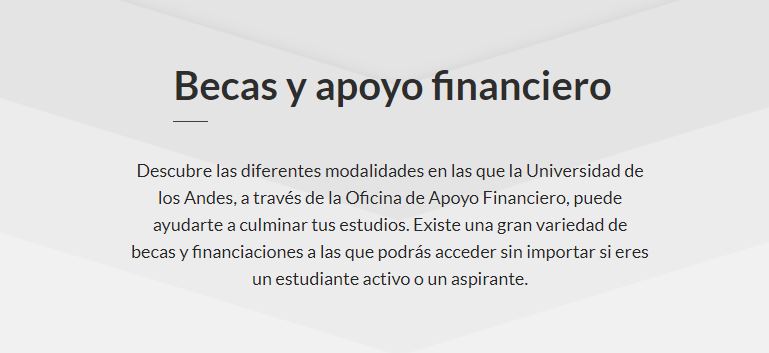 Becas y apoyo financiero
Descubre las diferentes modalidades en las que la Universidad de
los Andes, a través de la Oficina de Apoyo Financiero, puede
ayudarte a culminar tus estudios. Existe una gran variedad de
becas y financiaciones a las que podrás acceder sin importar si eres
un estudiante activo o un aspirante.